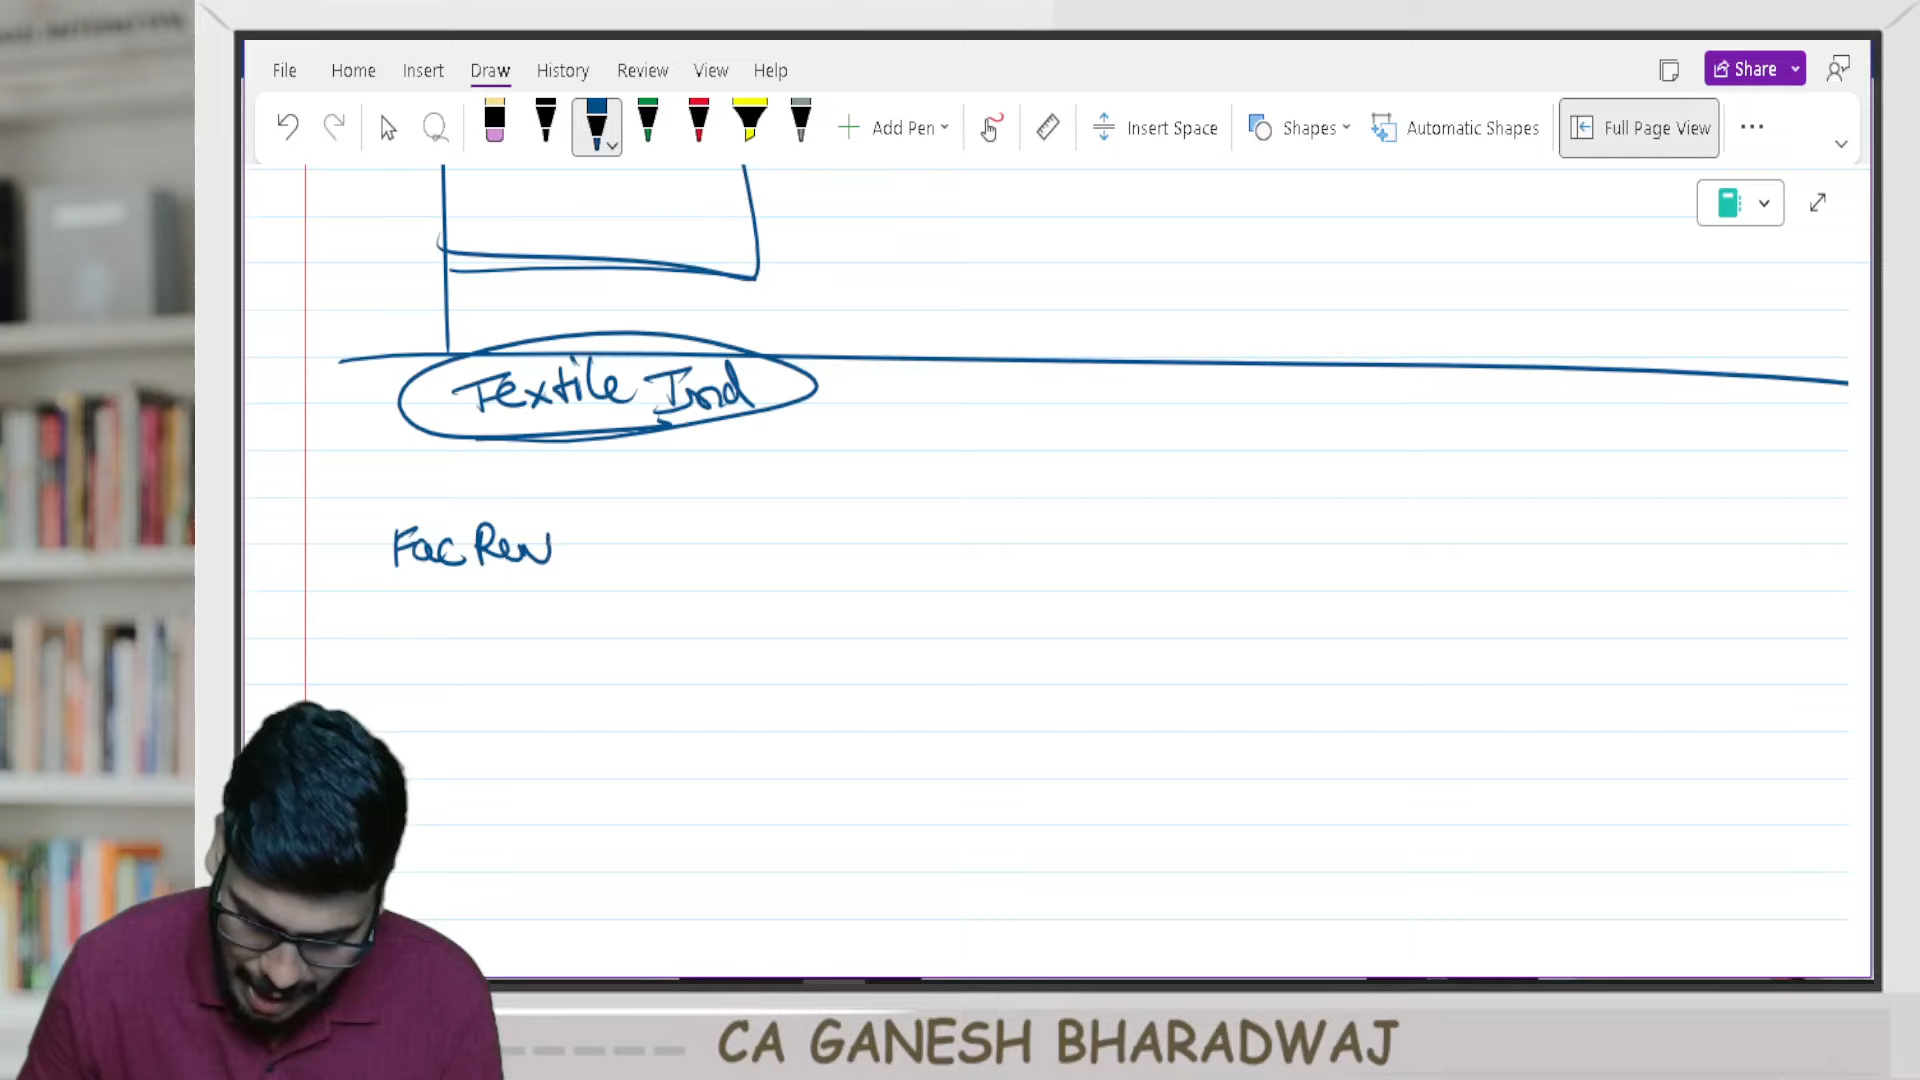 File Home Insert Draw History Review View Help Share
Add Pen Insert Space Shapes Automatic Shapes Full Page View
Textile Ind
Fac Ren
CA GANESH BHARADWAJ